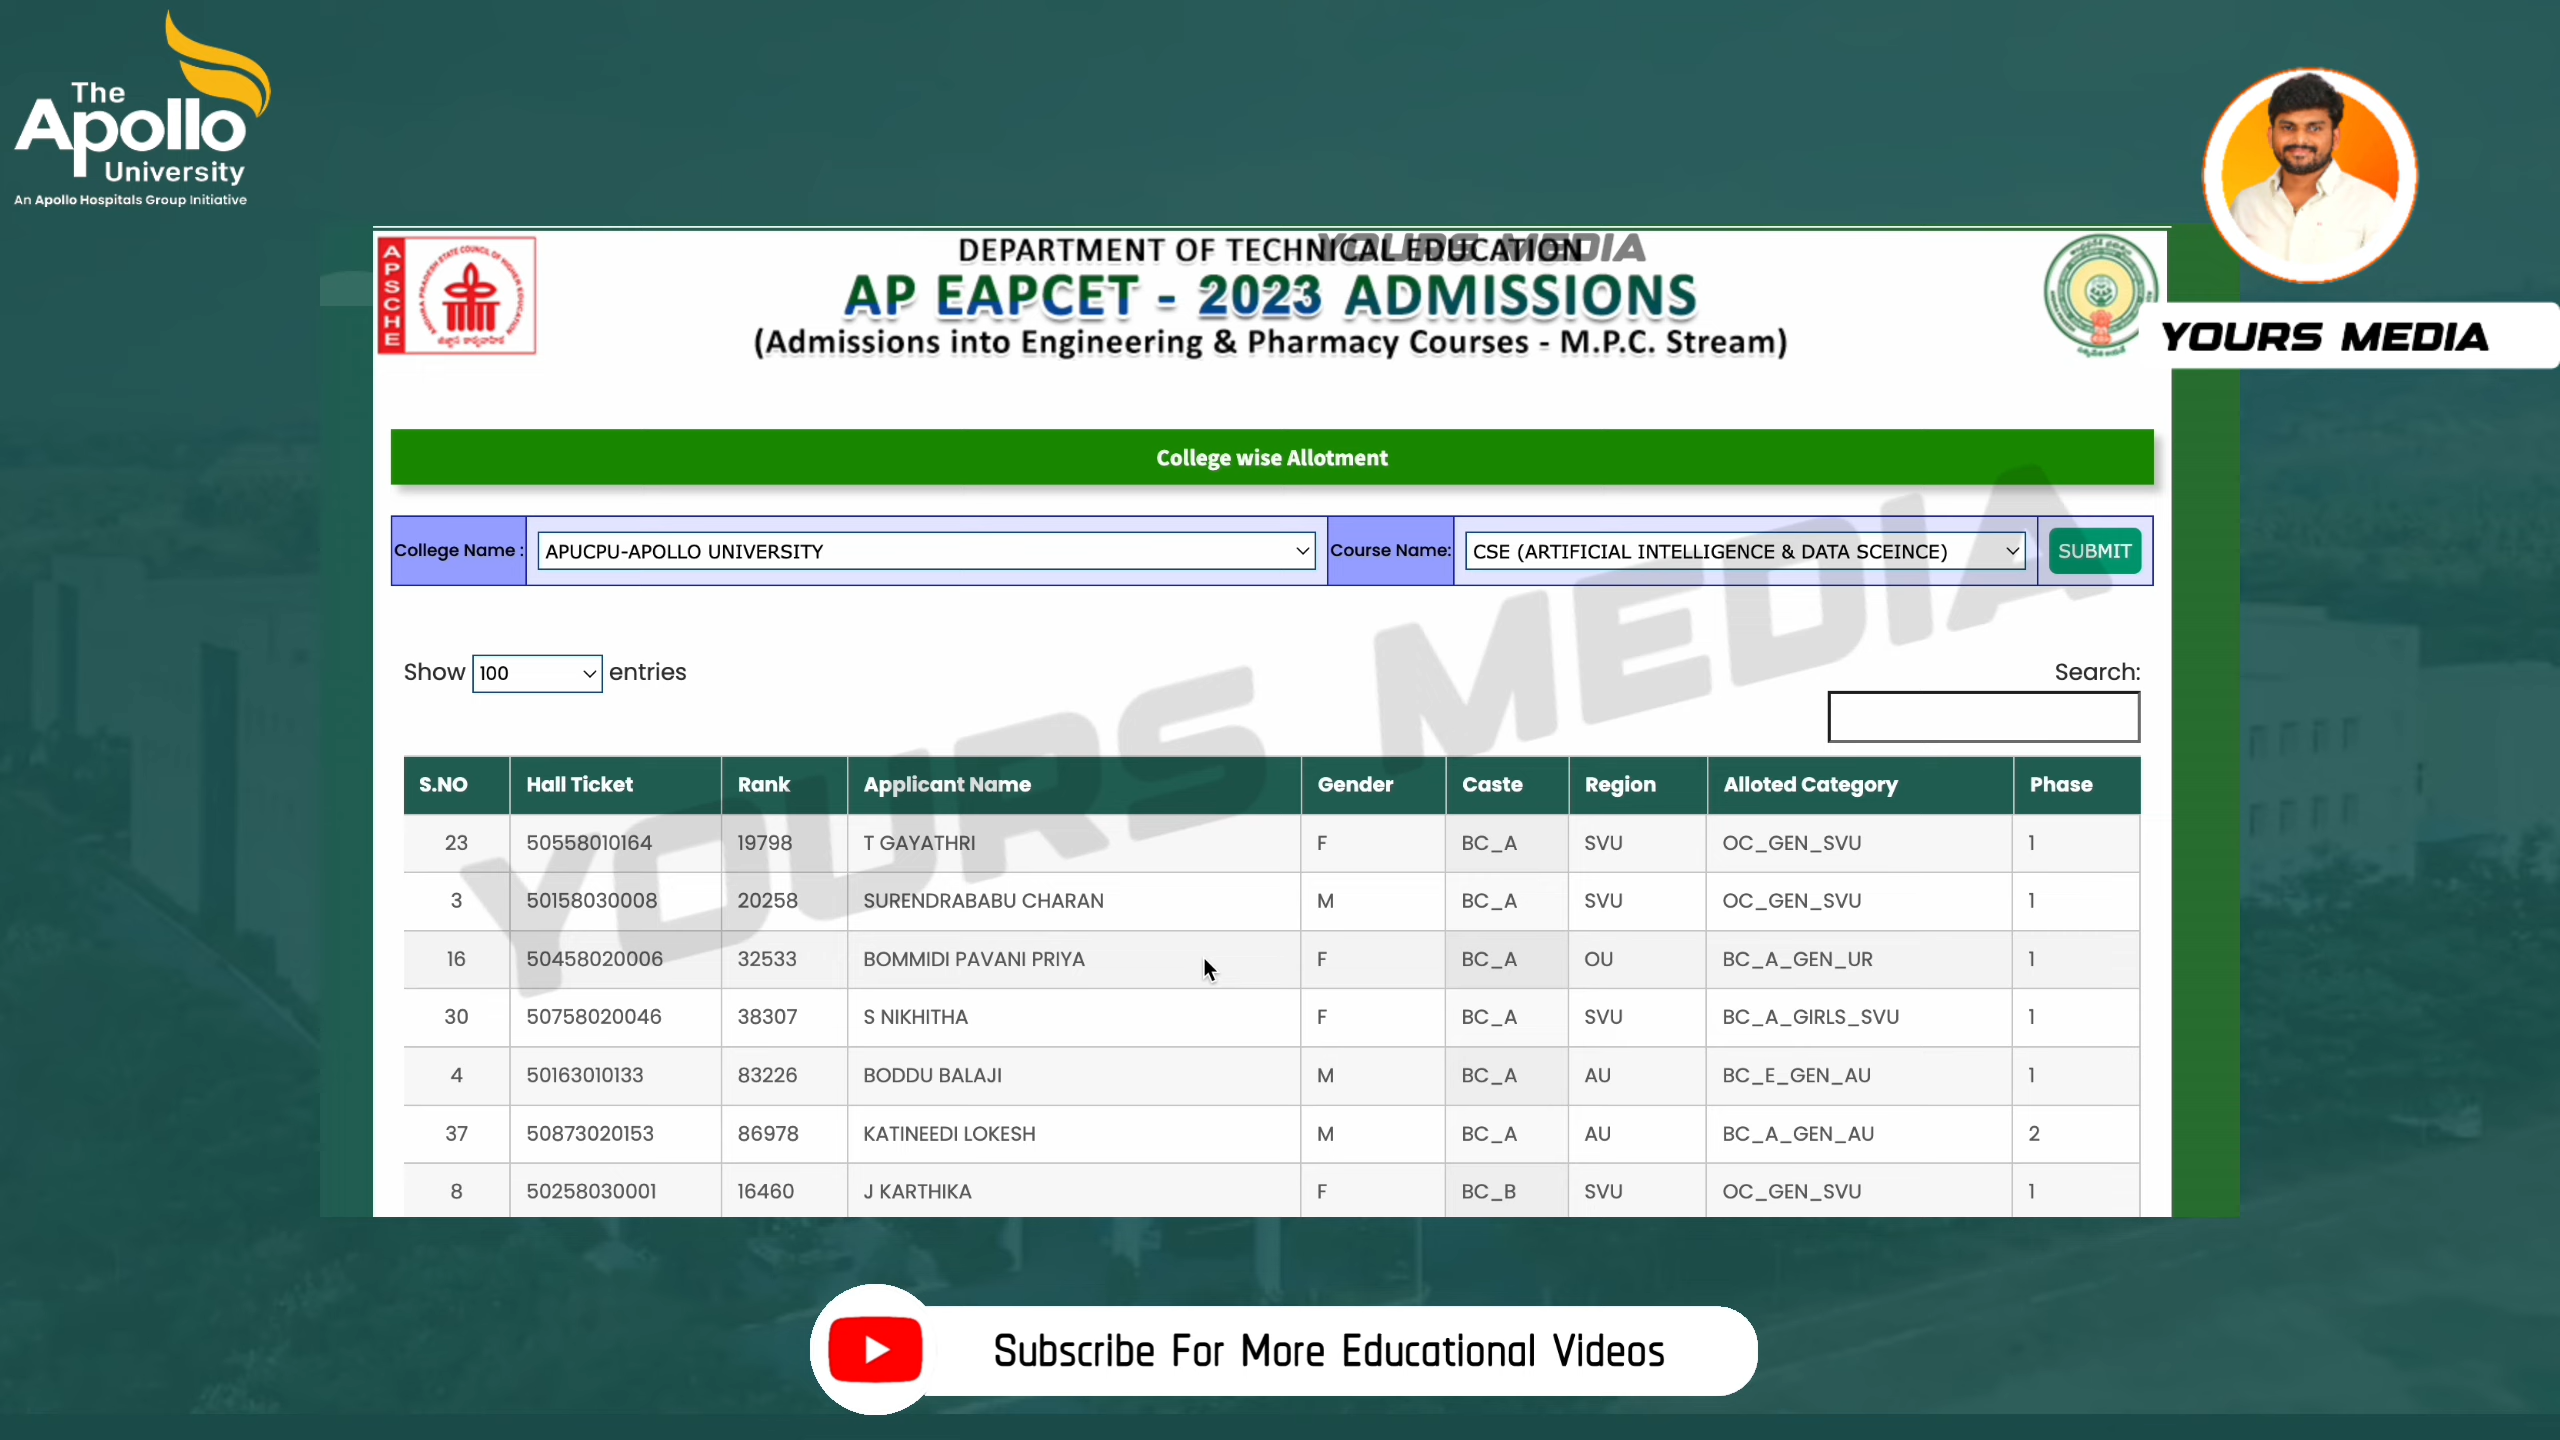 The
Apollo
University
An Apollo Hospitals Group Initiative
YOURS MEDIA
APSCHE
DEPARTMENT OF TECHNICAL EDUCATION
AP EAPCET - 2023 ADMISSIONS
(Admissions into Engineering & Pharmacy Courses - M.P.C. Stream)
YOURS MEDIA
College wise Allotment
College Name : APUCPU-APOLLO UNIVERSITY Course Name: CSE (ARTIFICIAL INTELLIGENCE & DATA SCEINCE) SUBMIT
Show 100 entries
Search:
YOURS MEDIA
S.NO Hall Ticket Rank Applicant Name Gender Caste Region Alloted Category Phase
23 50558010164 19798 T GAYATHRI F BC_A SVU OC_GEN_SVU 1
3 50158030008 20258 SURENDRABABU CHARAN M BC_A SVU OC_GEN_SVU 1
16 50458020006 32533 BOMMIDI PAVANI PRIYA F BC_A OU BC_A_GEN_UR 1
30 50758020046 38307 S NIKHITHA F BC_A SVU BC_A_GIRLS_SVU 1
4 50163010133 83226 BODDU BALAJI M BC_A AU BC_E_GEN_AU 1
37 50873020153 86978 KATINEEDI LOKESH M BC_A AU BC_A_GEN_AU 2
8 50258030001 16460 J KARTHIKA F BC_B SVU OC_GEN_SVU 1
Subscribe For More Educational Videos